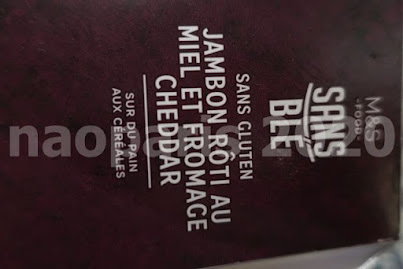 M&S
-FOOD-
SANS
BLÉ
SANS GLUTEN
JAMBON RÔTI AU
MIEL ET FROMAGE
CHEDDAR
SUR DU PAIN
AUX CÉRÉALES